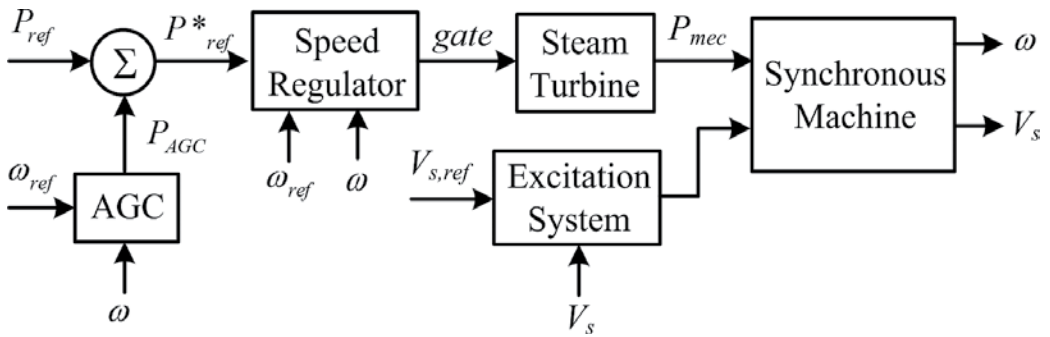 P_ref
Σ
P*_ref
Speed
Regulator
gate
Steam
Turbine
P_mec
Synchronous
Machine
ω
V_s
P_AGC
ω_ref
AGC
ω
ω_ref
ω
V_s,ref
Excitation
System
V_s